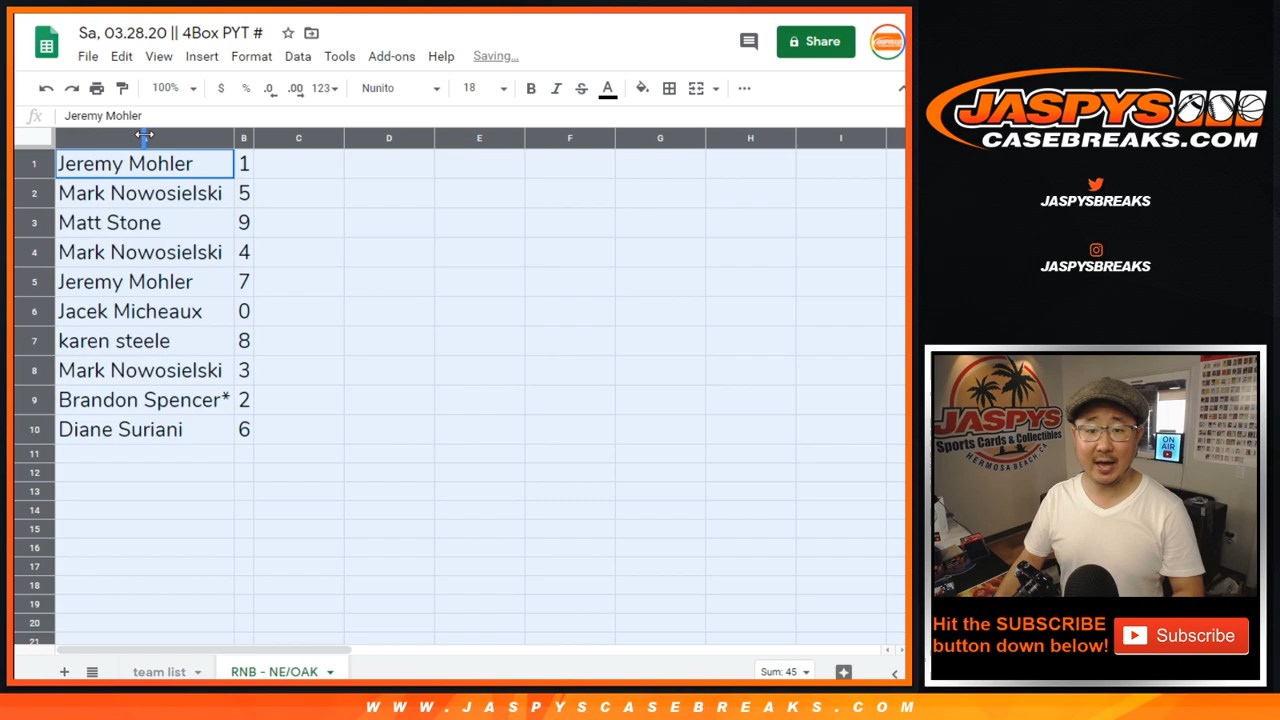 Sa, 03.28.20 || 4Box PYT #
File Edit View Insert Format Data Tools Add-ons Help Saving...
Share
100% $ % .0 .00 123 Nunito 18 B I S A
fx Jeremy Mohler
B C D E F G H I
1 Jeremy Mohler 1
2 Mark Nowosielski 5
3 Matt Stone 9
4 Mark Nowosielski 4
5 Jeremy Mohler 7
6 Jacek Micheaux 0
7 karen steele 8
8 Mark Nowosielski 3
9 Brandon Spencer* 2
10 Diane Suriani 6
11
12
13
14
15
16
17
18
19
20
21
team list RNB - NE/OAK Sum: 45
JASPYS
CASEBREAKS.COM
JASPYSBREAKS
JASPYSBREAKS
JASPYS
Sports Cards & Collectibles
HERMOSA BEACH, CA
ON
AIR
Hit the SUBSCRIBE
button down below!
Subscribe
WWW.JASPYSCASEBREAKS.COM